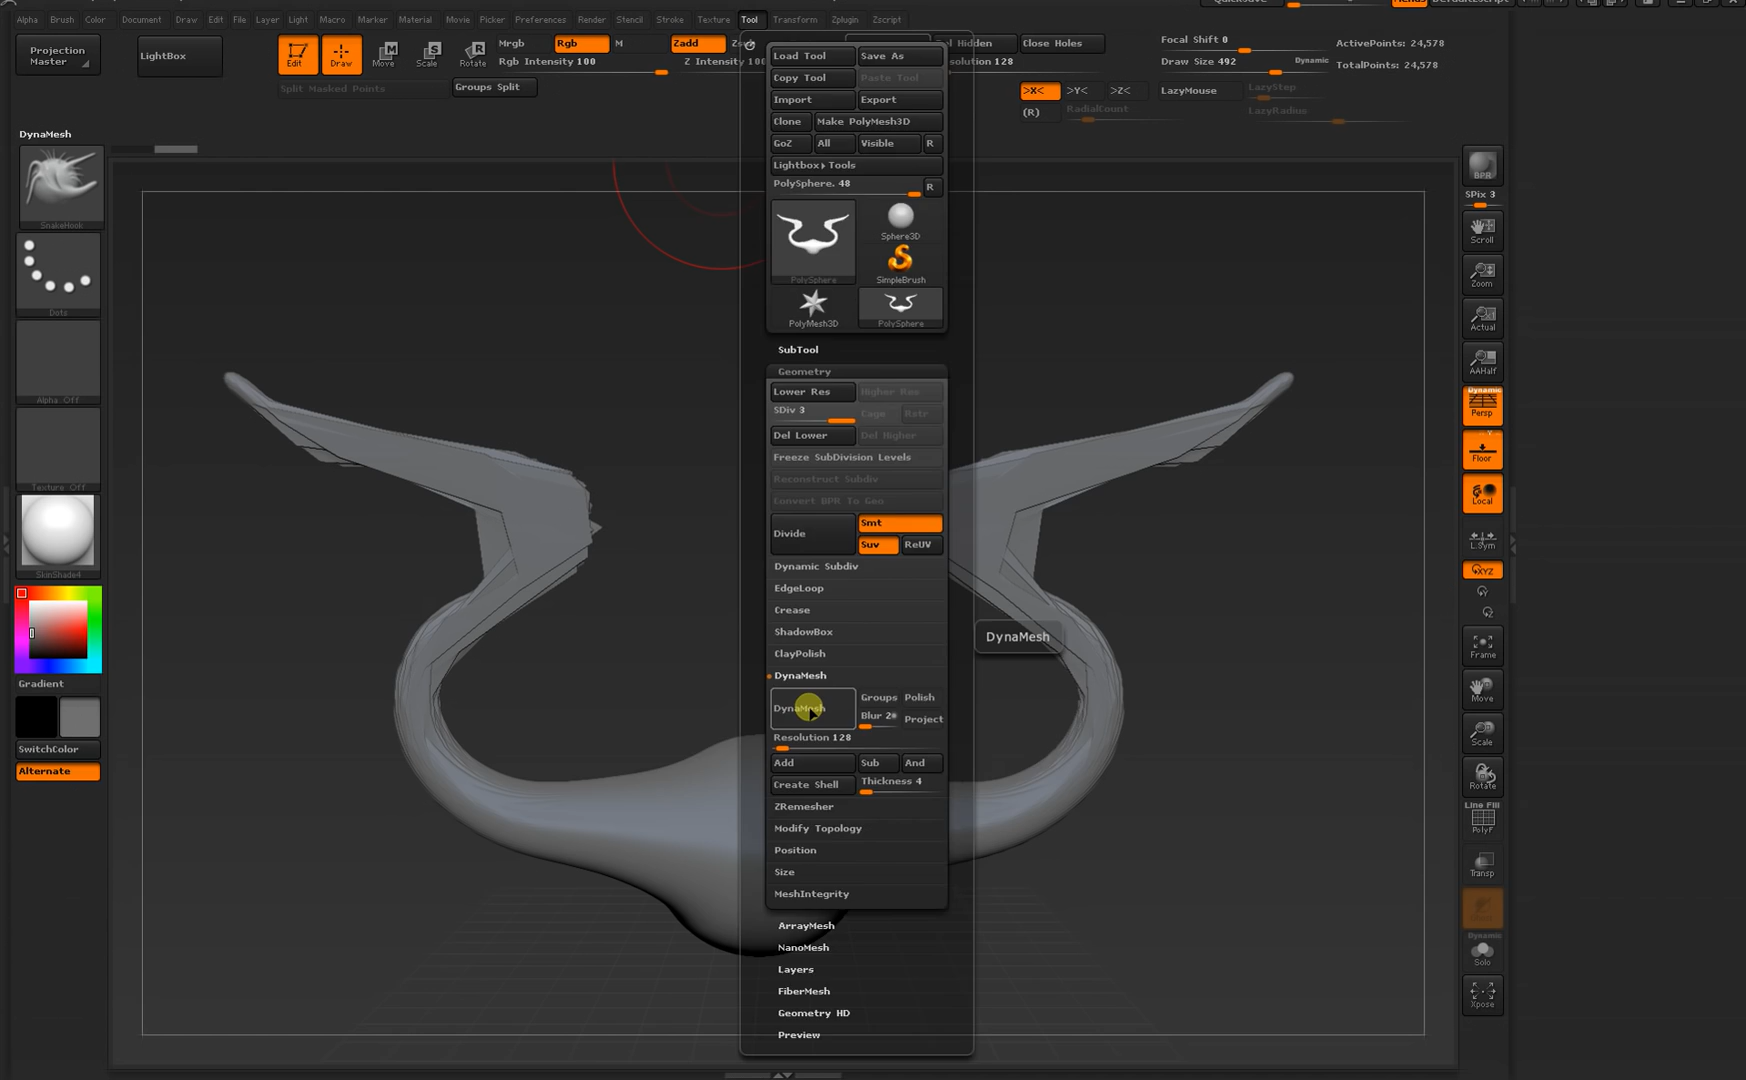 QuickSave Menus DefaultZScript
Alpha Brush Color Document Draw Edit File Layer Light Macro Marker Material Movie Picker Preferences Render Stencil Stroke Texture Tool Transform Zplugin Zscript
Projection
Master
LightBox
Edit Draw Move Scale Rotate
Mrgb Rgb M Zadd
Rgb Intensity 100 Z Intensity 100
Split Masked Points Groups Split
Hidden Close Holes
Resolution 128
Focal Shift 0
Draw Size 492 Dynamic
ActivePoints: 24,578
TotalPoints: 24,578
>X< >Y< >Z< LazyMouse LazyStep
(R) RadialCount LazyRadius
DynaMesh
SnakeHook
Dots
Alpha Off
Texture Off
SkinShade4
Gradient
SwitchColor
Alternate
Load Tool Save As
Copy Tool Paste Tool
Import Export
Clone Make PolyMesh3D
GoZ All Visible R
Lightbox▸Tools
PolySphere. 48 R
Sphere3D
PolySphere SimpleBrush
PolyMesh3D PolySphere
SubTool
Geometry
Lower Res Higher Res
SDiv 3 Cage Rstr
Del Lower Del Higher
Freeze SubDivision Levels
Reconstruct Subdiv
Convert BPR To Geo
Divide Smt
Suv ReUV
Dynamic Subdiv
EdgeLoop
Crease
ShadowBox
ClayPolish
DynaMesh
DynaMesh Groups Polish
Blur 2 Project
Resolution 128
Add Sub And
Create Shell Thickness 4
ZRemesher
Modify Topology
Position
Size
MeshIntegrity
ArrayMesh
NanoMesh
Layers
FiberMesh
Geometry HD
Preview
DynaMesh
BPR
SPix 3
Scroll
Zoom
Actual
AAHalf
Dynamic
Persp
Floor
Local
L.Sym
XYZ
Frame
Move
Scale
Rotate
Line Fill
PolyF
Transp
Dynamic
Solo
Xpose